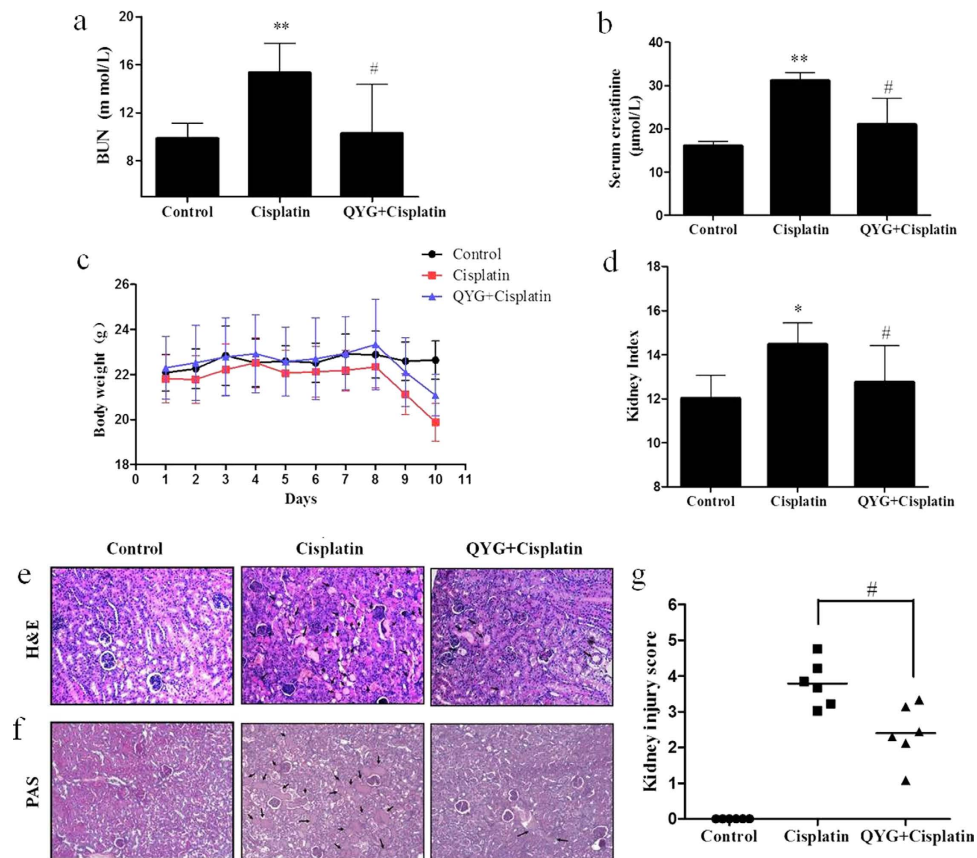 a
BUN (m mol/L)
20
16
12
10
**
#
Control Cisplatin QYG+Cisplatin
b
Serum creatinine
(μmol/L)
40
30
20
10
0
**
#
Control Cisplatin QYG+Cisplatin
c
Control
Cisplatin
QYG+Cisplatin
Body weight (g)
26
24
22
20
18
0 1 2 3 4 5 6 7 8 9 10 11
Days
d
Kidney Index
18
16
14
12
10
8
*
#
Control Cisplatin QYG+Cisplatin
Control Cisplatin QYG+Cisplatin
e
H&E
f
PAS
g
Kidney injury score
6
5
4
3
2
1
0
#
Control Cisplatin QYG+Cisplatin